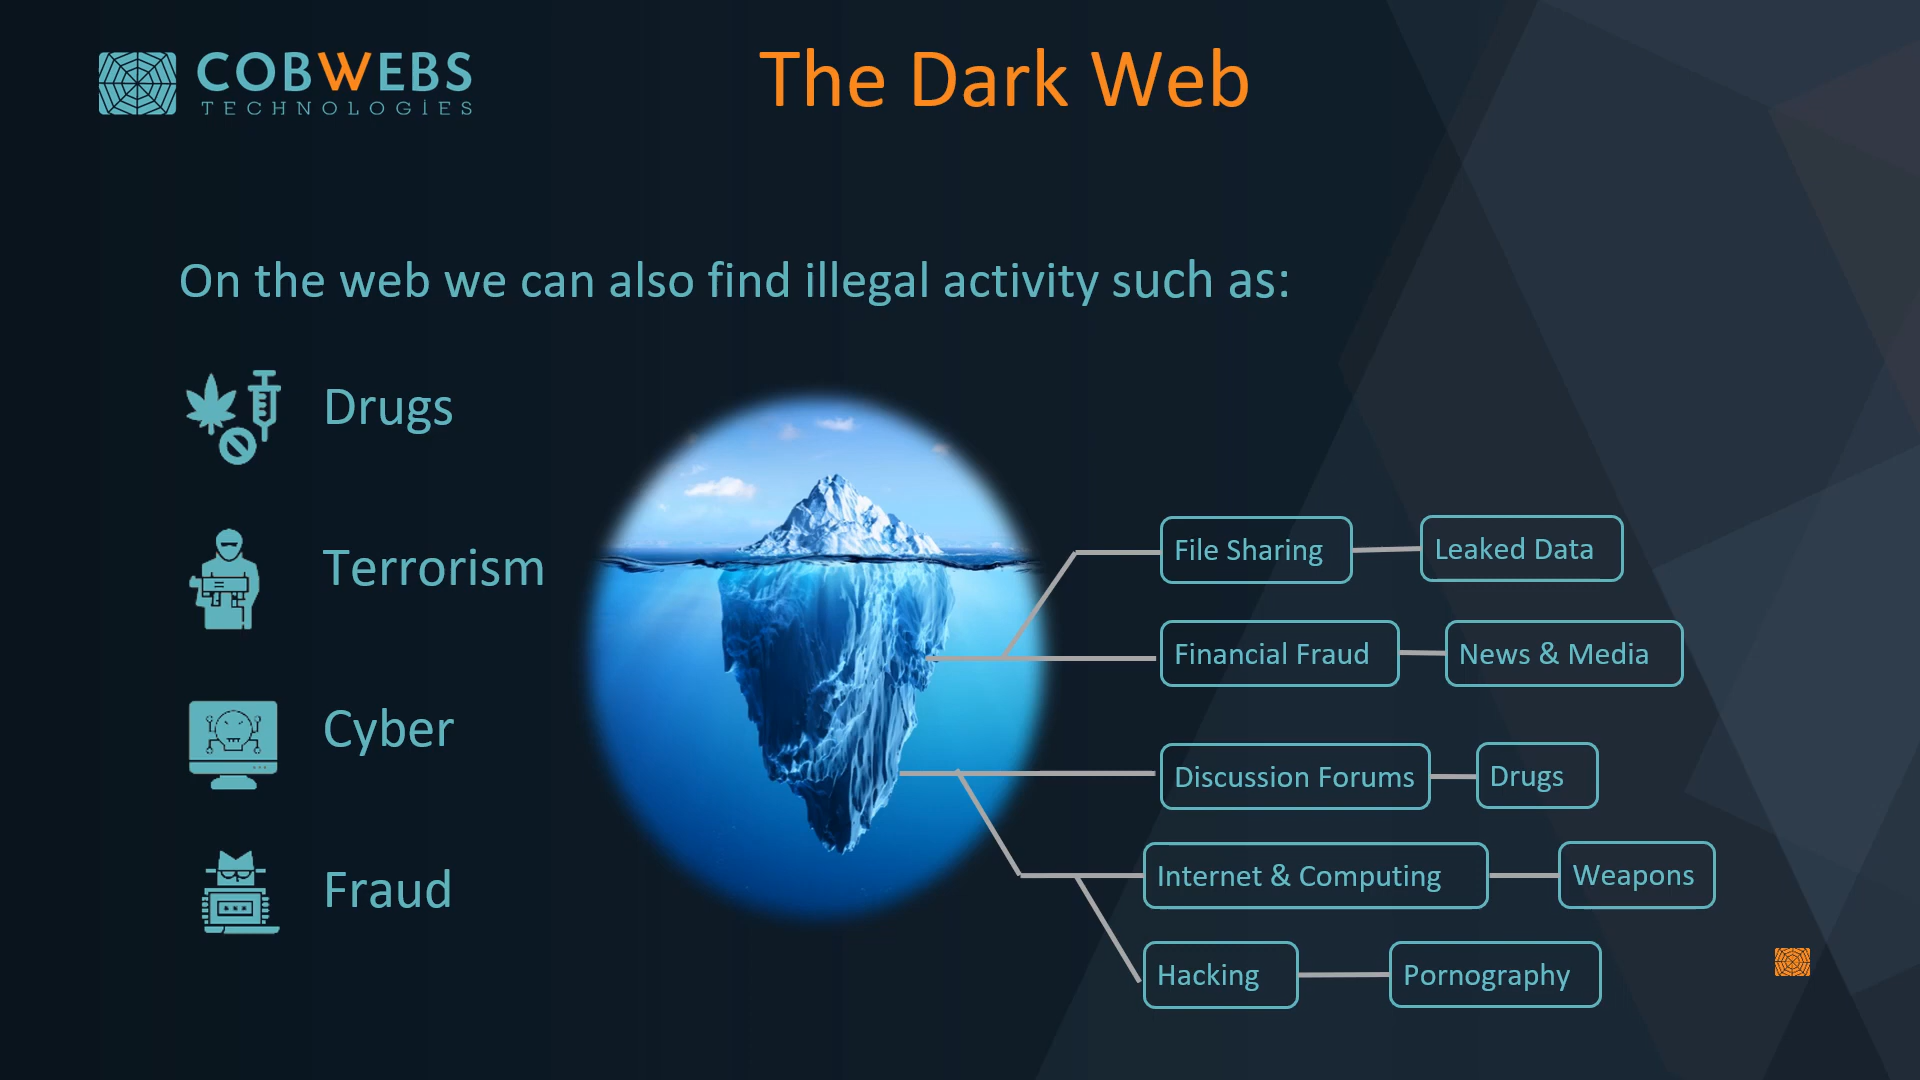 COBWEBS
TECHNOLOGIES
The Dark Web
On the web we can also find illegal activity such as:
Drugs
Terrorism
Cyber
Fraud
File Sharing
Leaked Data
Financial Fraud
News & Media
Discussion Forums
Drugs
Internet & Computing
Weapons
Hacking
Pornography